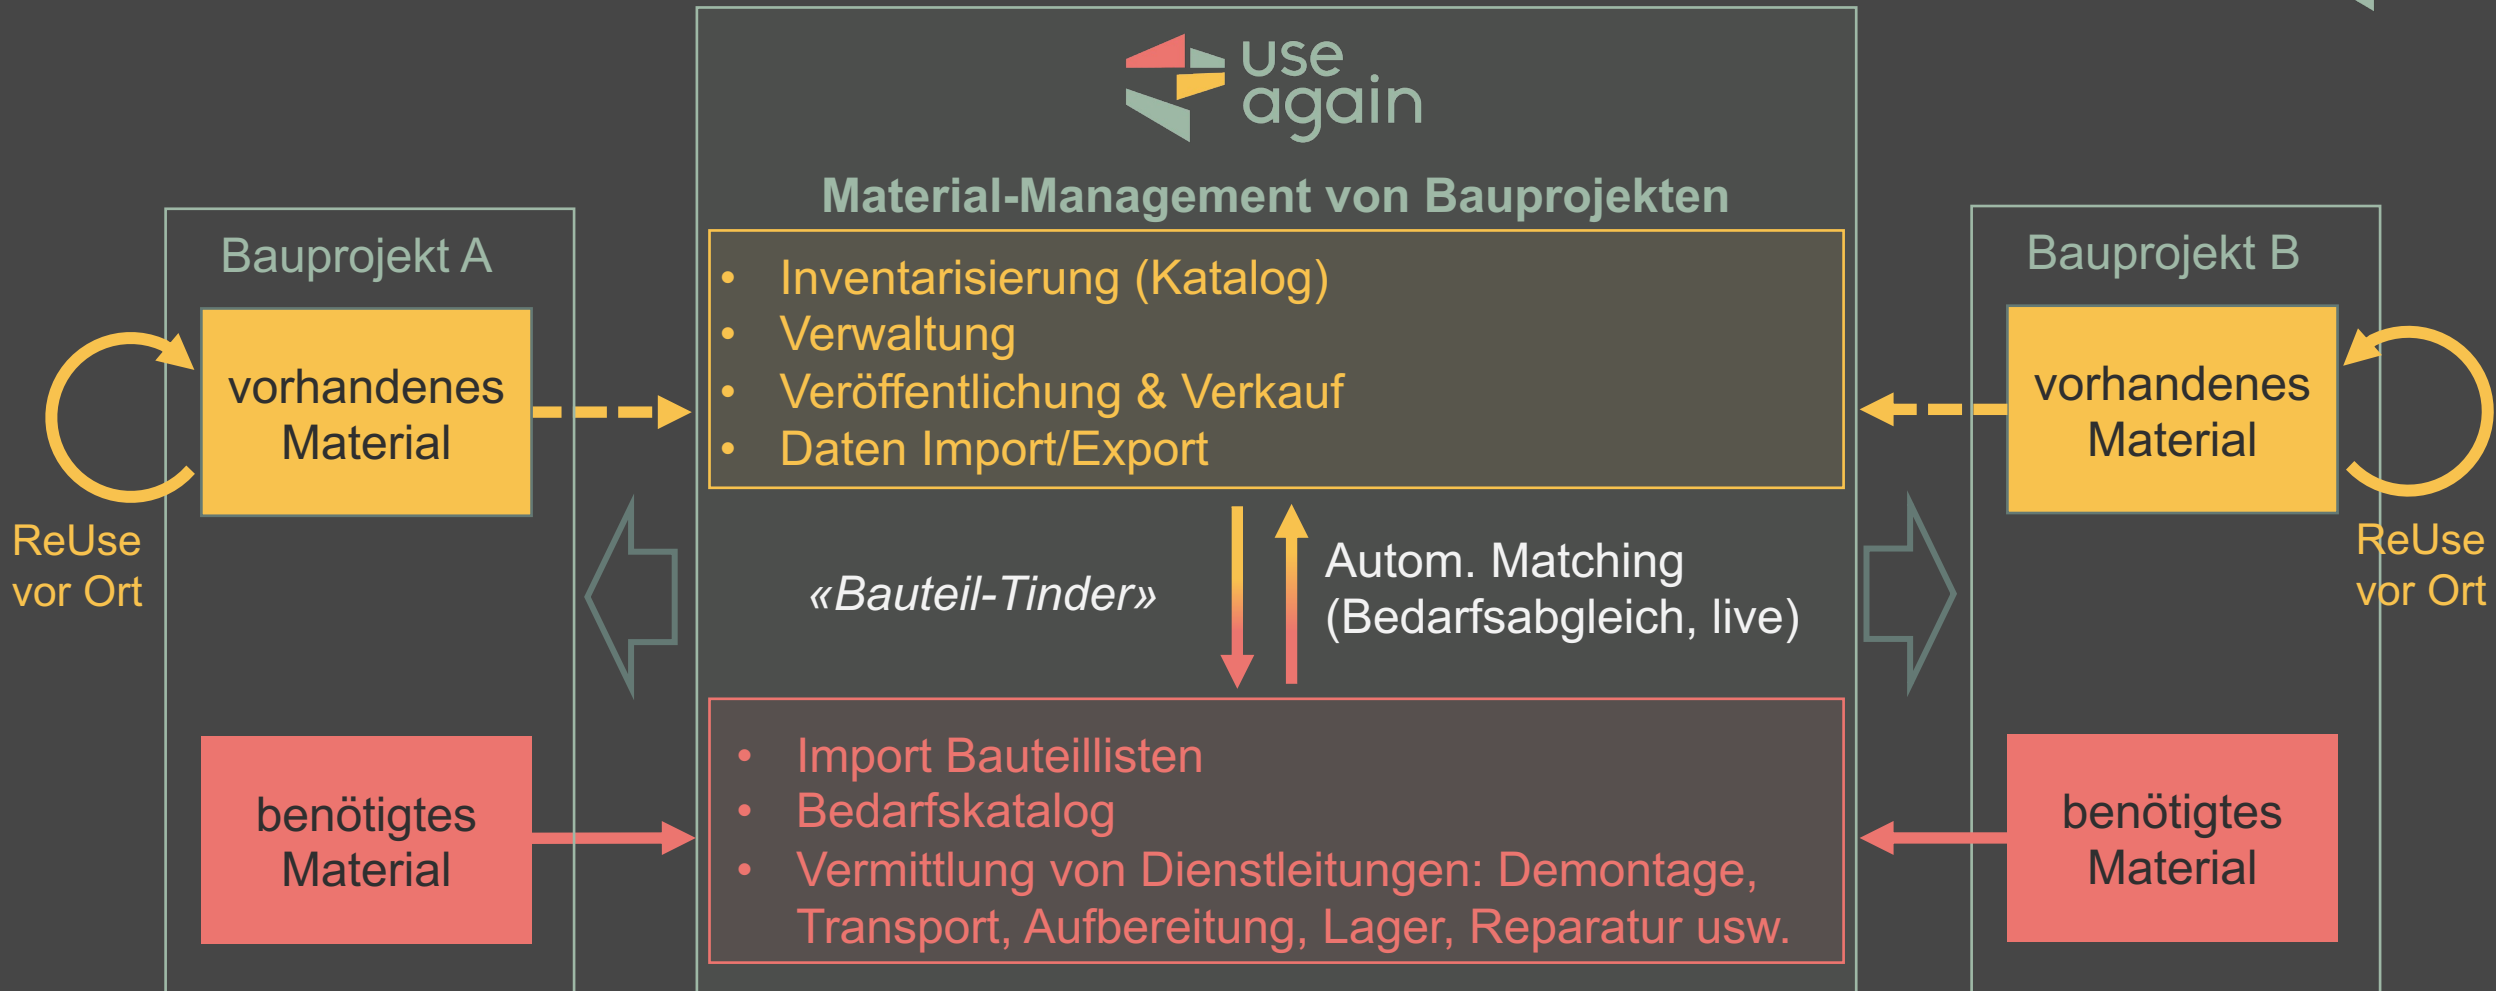 use
again
Material-Management von Bauprojekten
Bauprojekt A
vorhandenes
Material
ReUse
vor Ort
benötigtes
Material
• Inventarisierung (Katalog)
• Verwaltung
• Veröffentlichung & Verkauf
• Daten Import/Export
«Bauteil-Tinder»
Autom. Matching
(Bedarfsabgleich, live)
• Import Bauteillisten
• Bedarfskatalog
• Vermittlung von Dienstleitungen: Demontage,
Transport, Aufbereitung, Lager, Reparatur usw.
Bauprojekt B
vorhandenes
Material
ReUse
vor Ort
benötigtes
Material